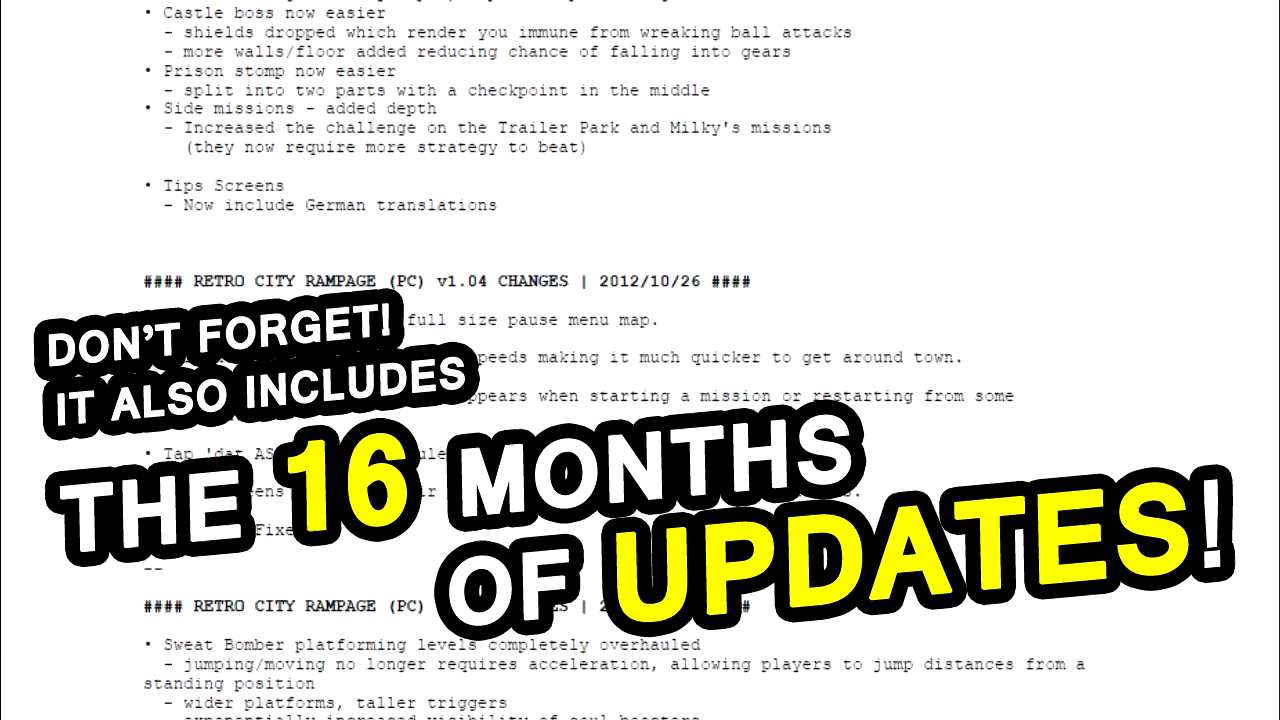 • Castle boss now easier
- shields dropped which render you immune from wreaking ball attacks
- more walls/floor added reducing chance of falling into gears
• Prison stomp now easier
- split into two parts with a checkpoint in the middle
• Side missions - added depth
- Increased the challenge on the Trailer Park and Milky's missions
(they now require more strategy to beat)
• Tips Screens
- Now include German translations
#### RETRO CITY RAMPAGE (PC) v1.04 CHANGES | 2012/10/26 ####
full size pause menu map.
DON'T FORGET!
making it much quicker to get around town.
IT ALSO INCLUDES
when starting a mission or restarting from some
• Tap 'dat
THE 16 MONTHS
OF UPDATES!
--
#### RETRO CITY RAMPAGE (PC)
• Sweat Bomber platforming levels completely overhauled
- jumping/moving no longer requires acceleration, allowing players to jump distances from a
standing position
- wider platforms, taller triggers